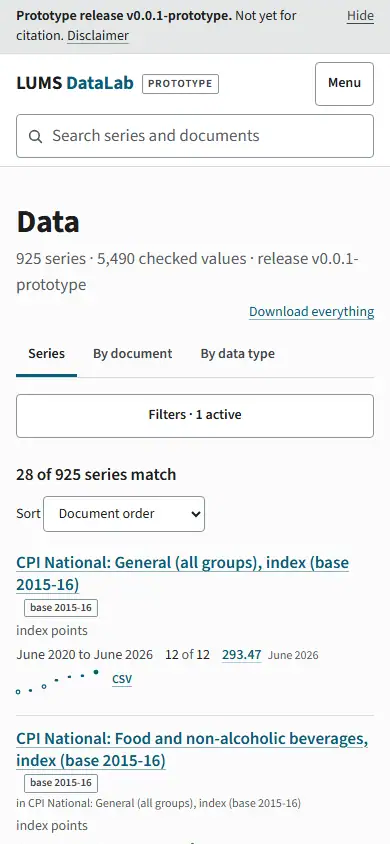 Prototype release v0.0.1-prototype. Not yet for Hide
citation. Disclaimer
LUMS DataLab PROTOTYPE Menu
Search series and documents
Data
925 series · 5,490 checked values · release v0.0.1-
prototype
Download everything
Series By document By data type
Filters · 1 active
28 of 925 series match
Sort Document order
CPI National: General (all groups), index (base
2015-16)
base 2015-16
index points
June 2020 to June 2026 12 of 12 293.47 June 2026
CSV
CPI National: Food and non-alcoholic beverages,
index (base 2015-16)
base 2015-16
in CPI National: General (all groups), index (base 2015-16)
index points